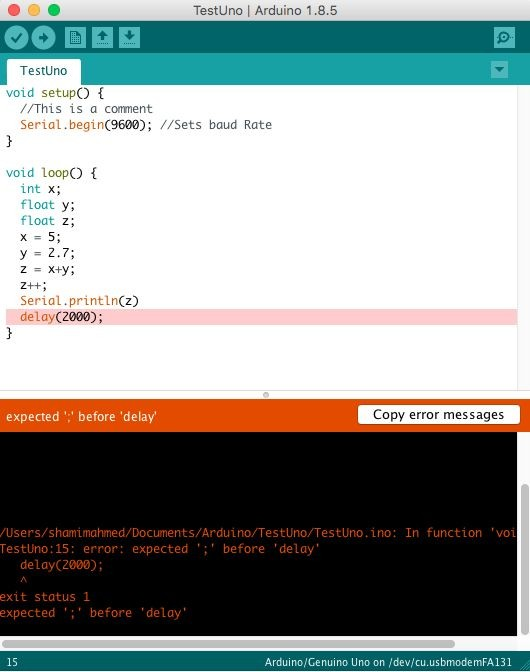 TestUno | Arduino 1.8.5
TestUno
void setup() {
//This is a comment
Serial.begin(9600); //Sets baud Rate
}
void loop() {
int x;
float y;
float z;
x = 5;
y = 2.7;
z = x+y;
z++;
Serial.println(z)
delay(2000);
}
expected ';' before 'delay'
Copy error messages
/Users/shamimahmed/Documents/Arduino/TestUno/TestUno.ino: In function 'voi
TestUno:15: error: expected ';' before 'delay'
delay(2000);
^
exit status 1
expected ';' before 'delay'
15
Arduino/Genuino Uno on /dev/cu.usbmodemFA131